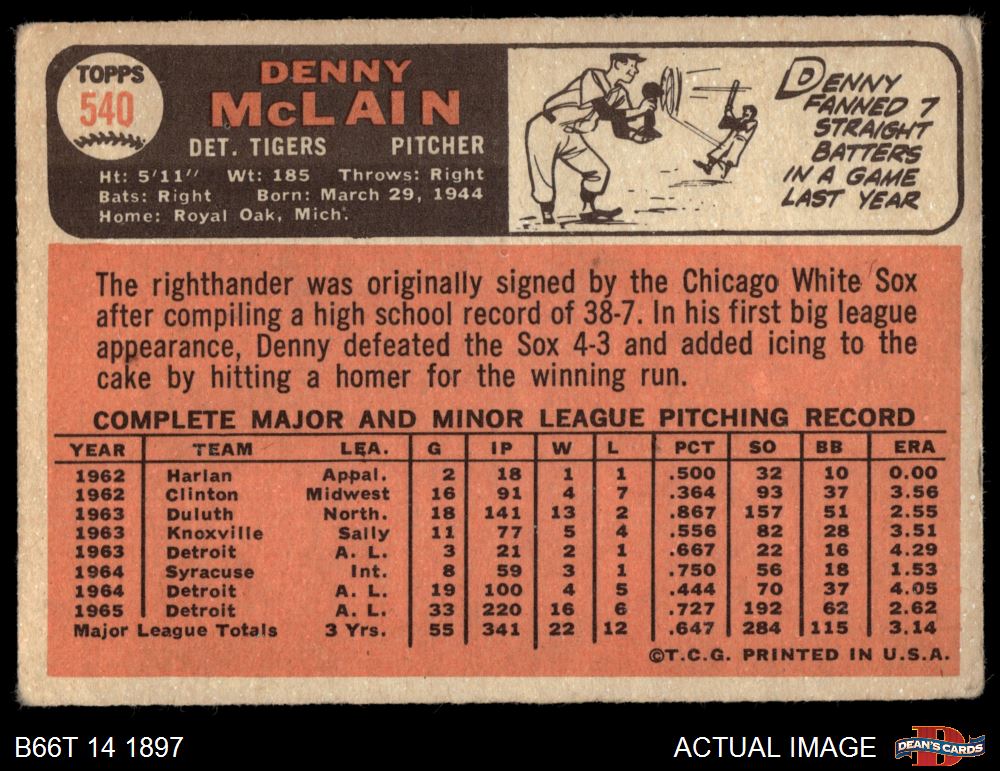 TOPPS
540
DENNY
McLAIN
DET. TIGERS PITCHER
Ht: 5'11" Wt: 185 Throws: Right
Bats: Right Born: March 29, 1944
Home: Royal Oak, Mich.
DENNY
FANNED 7
STRAIGHT
BATTERS
IN A GAME
LAST YEAR
The righthander was originally signed by the Chicago White Sox
after compiling a high school record of 38-7. In his first big league
appearance, Denny defeated the Sox 4-3 and added icing to the
cake by hitting a homer for the winning run.
COMPLETE MAJOR AND MINOR LEAGUE PITCHING RECORD
YEAR TEAM LEA. G IP W L PCT SO BB ERA
1962 Harlan Appal. 2 18 1 1 .500 32 10 0.00
1962 Clinton Midwest 16 91 4 7 .364 93 37 3.56
1963 Duluth North. 18 141 13 2 .867 157 51 2.55
1963 Knoxville Sally 11 77 5 4 .556 82 28 3.51
1963 Detroit A. L. 3 21 2 1 .667 22 16 4.29
1964 Syracuse Int. 8 59 3 1 .750 56 18 1.53
1964 Detroit A. L. 19 100 4 5 .444 70 37 4.05
1965 Detroit A. L. 33 220 16 6 .727 192 62 2.62
Major League Totals 3 Yrs. 55 341 22 12 .647 284 115 3.14
©T.C.G. PRINTED IN U.S.A.
B66T 14 1897
ACTUAL IMAGE
D
DEAN'S CARDS